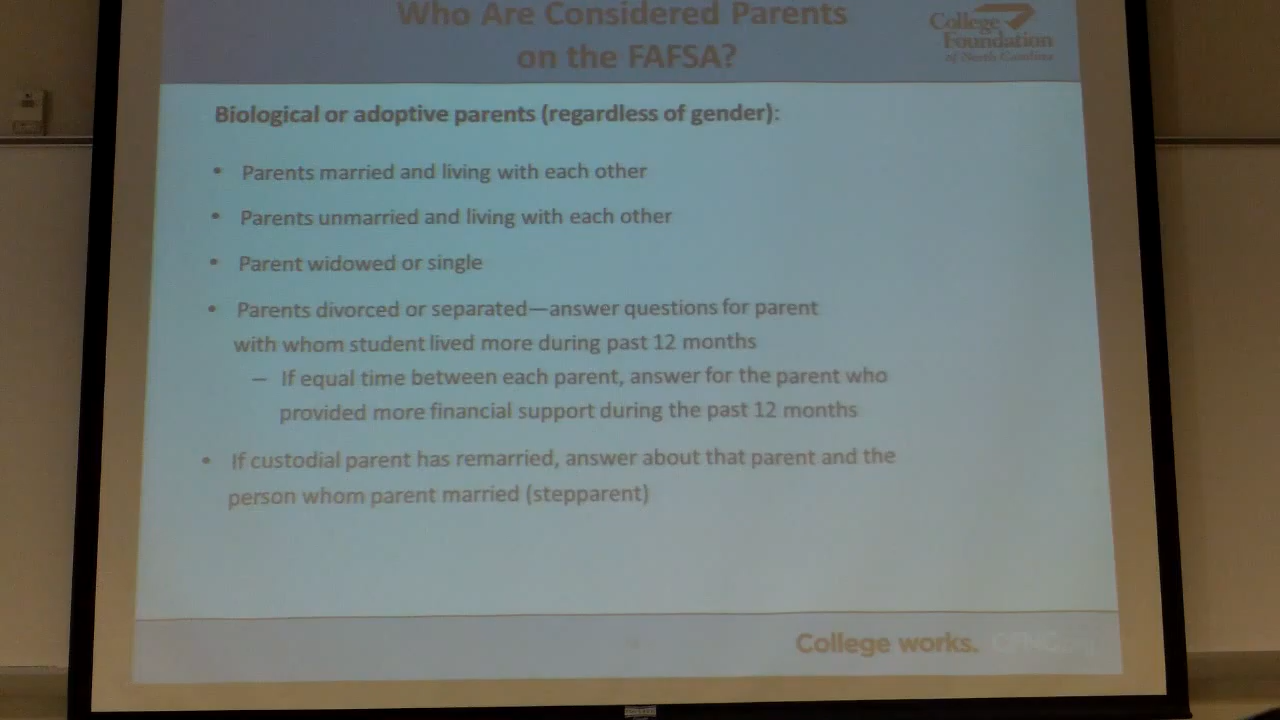 Who Are Considered Parents
on the FAFSA?
College
Foundation
of North Carolina
Biological or adoptive parents (regardless of gender):
• Parents married and living with each other
• Parents unmarried and living with each other
• Parent widowed or single
• Parents divorced or separated—answer questions for parent
with whom student lived more during past 12 months
– If equal time between each parent, answer for the parent who
provided more financial support during the past 12 months
• If custodial parent has remarried, answer about that parent and the
person whom parent married (stepparent)
College works. CFNC.org